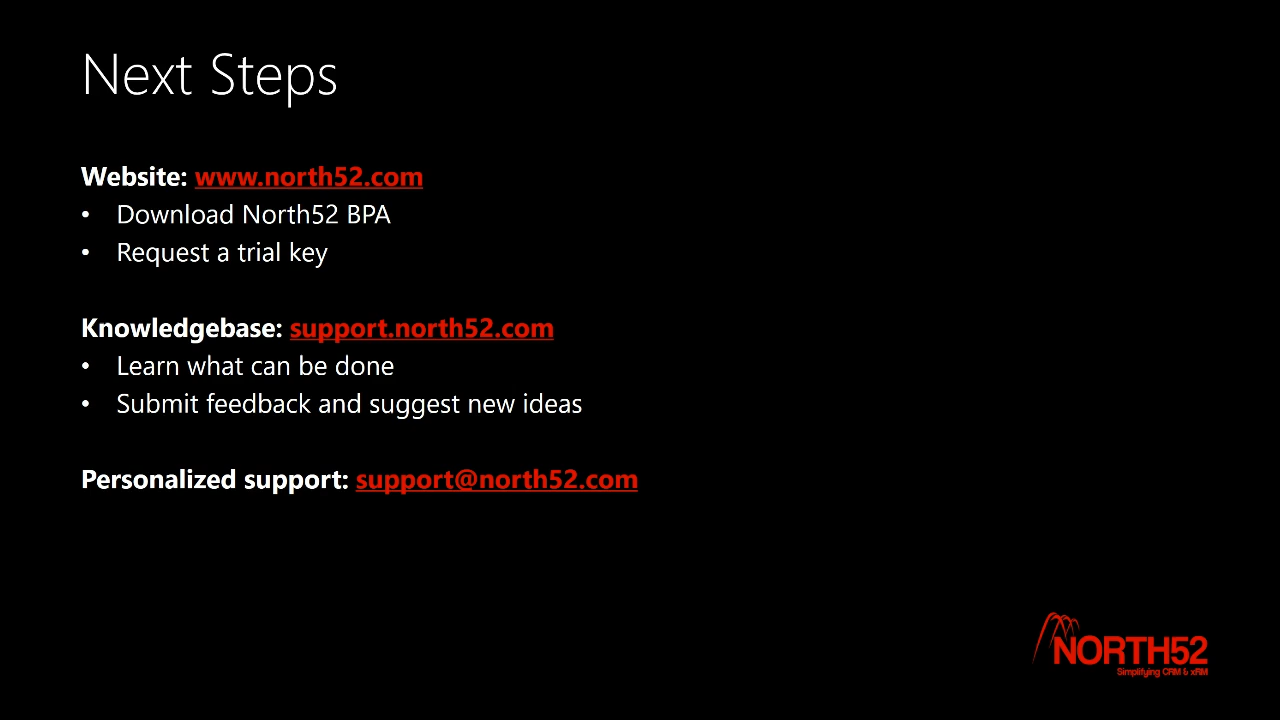 Next Steps
Website: www.north52.com
• Download North52 BPA
• Request a trial key
Knowledgebase: support.north52.com
• Learn what can be done
• Submit feedback and suggest new ideas
Personalized support: support@north52.com
NORTH52
Simplifying CRM & xRM